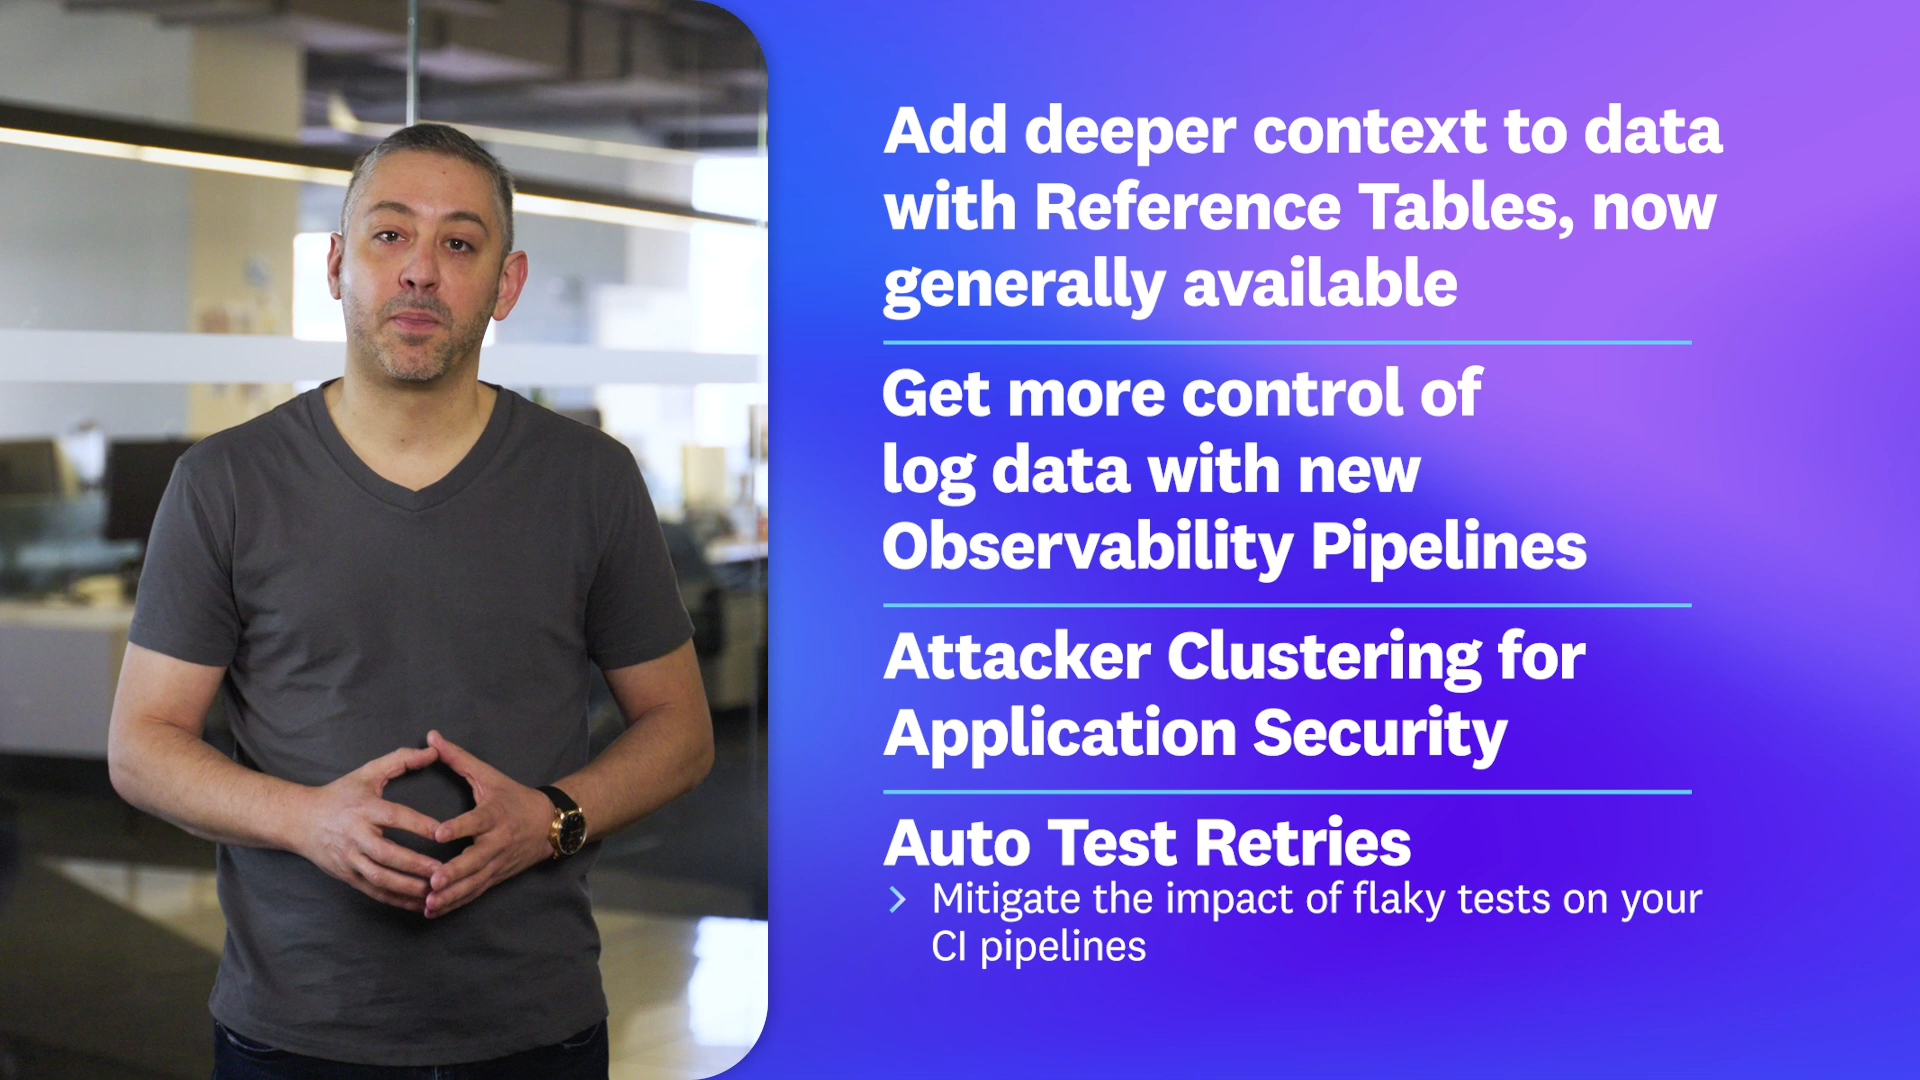 Add deeper context to data
with Reference Tables, now
generally available
Get more control of
log data with new
Observability Pipelines
Attacker Clustering for
Application Security
Auto Test Retries
Mitigate the impact of flaky tests on your
CI pipelines